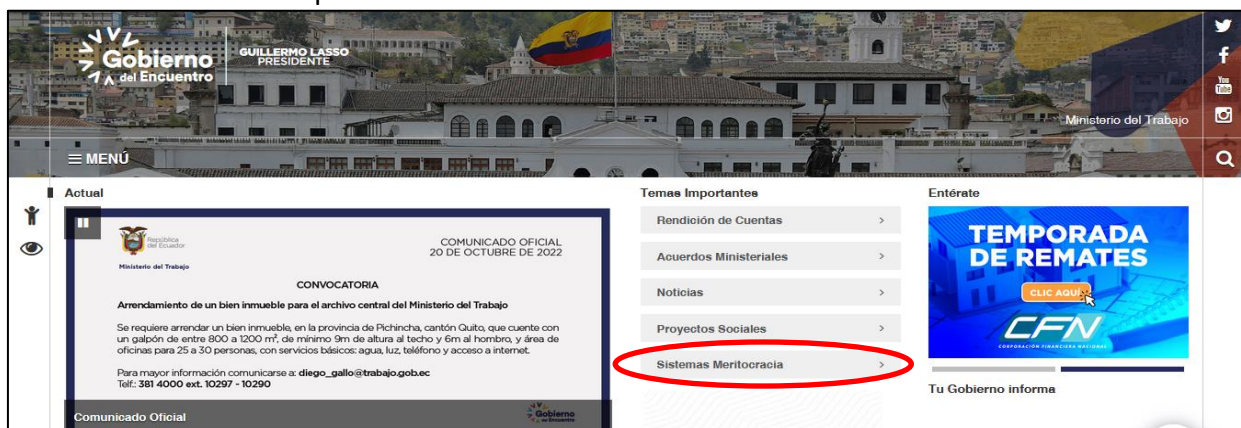 Gobierno
del Encuentro
GUILLERMO LASSO
PRESIDENTE
You
Tube
Ministerio del Trabajo
☰ MENÚ
Actual
República
del Ecuador
Ministerio del Trabajo
COMUNICADO OFICIAL
20 DE OCTUBRE DE 2022
CONVOCATORIA
Arrendamiento de un bien inmueble para el archivo central del Ministerio del Trabajo
Se requiere arrendar un bien inmueble, en la provincia de Pichincha, cantón Quito, que cuente con
un galpón de entre 800 a 1200 m², de mínimo 9m de altura al techo y 6m al hombro, y área de
oficinas para 25 a 30 personas, con servicios básicos: agua, luz, teléfono y acceso a internet.
Para mayor información comunicarse a: diego_gallo@trabajo.gob.ec
Telf.: 381 4000 ext. 10297 - 10290
Comunicado Oficial
Gobierno
del Encuentro
Temas Importantes
Rendición de Cuentas >
Acuerdos Ministeriales >
Noticias >
Proyectos Sociales >
Sistemas Meritocracia >
Entérate
TEMPORADA
DE REMATES
CLIC AQUÍ
CFN
CORPORACIÓN FINANCIERA NACIONAL
Tu Gobierno informa